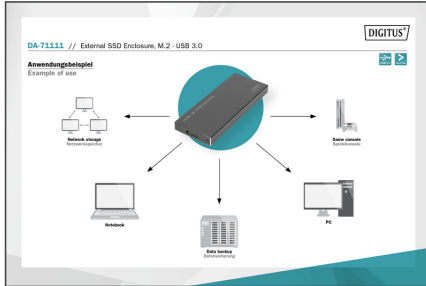 DIGITUS®
DA-71111 // External SSD Enclosure, M.2 - USB 3.0
Anwendungsbeispiel
Example of use
Network storage
Netzwerkspeicher
Game console
Spielekonsole
Notebook
PC
Data backup
Datensicherung